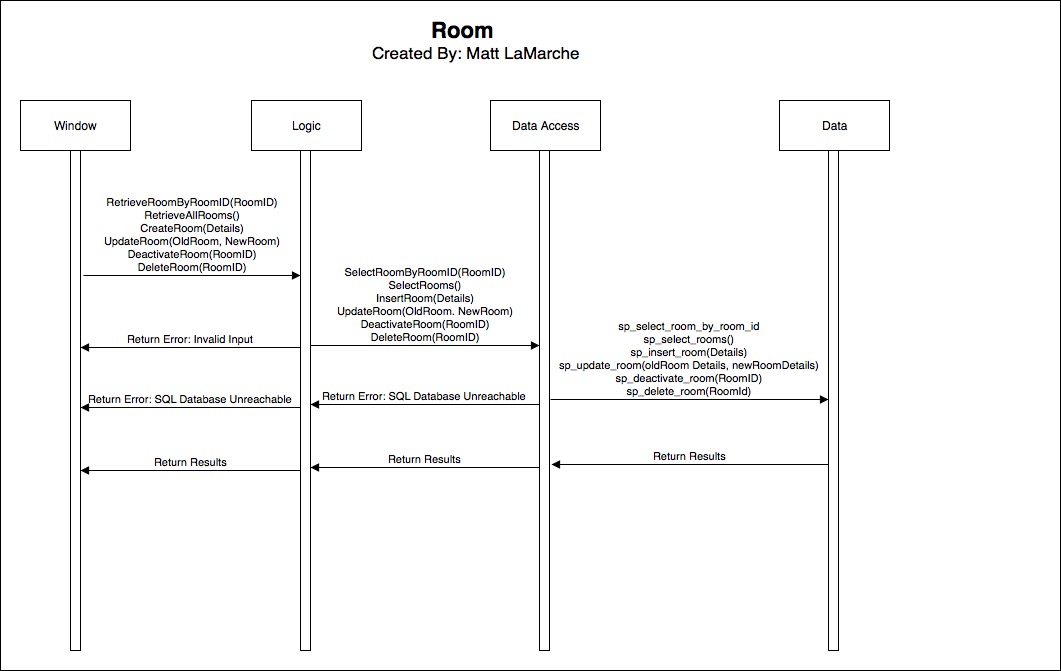 Room
Created By: Matt LaMarche
Window
Logic
Data Access
Data
RetrieveRoomByRoomID(RoomID)
RetrieveAllRooms()
CreateRoom(Details)
UpdateRoom(OldRoom, NewRoom)
DeactivateRoom(RoomID)
DeleteRoom(RoomID)
SelectRoomByRoomID(RoomID)
SelectRooms()
InsertRoom(Details)
UpdateRoom(OldRoom. NewRoom)
DeactivateRoom(RoomID)
DeleteRoom(RoomID)
sp_select_room_by_room_id
sp_select_rooms()
sp_insert_room(Details)
sp_update_room(oldRoom Details, newRoomDetails)
sp_deactivate_room(RoomID)
sp_delete_room(RoomId)
Return Error: Invalid Input
Return Error: SQL Database Unreachable
Return Error: SQL Database Unreachable
Return Results
Return Results
Return Results